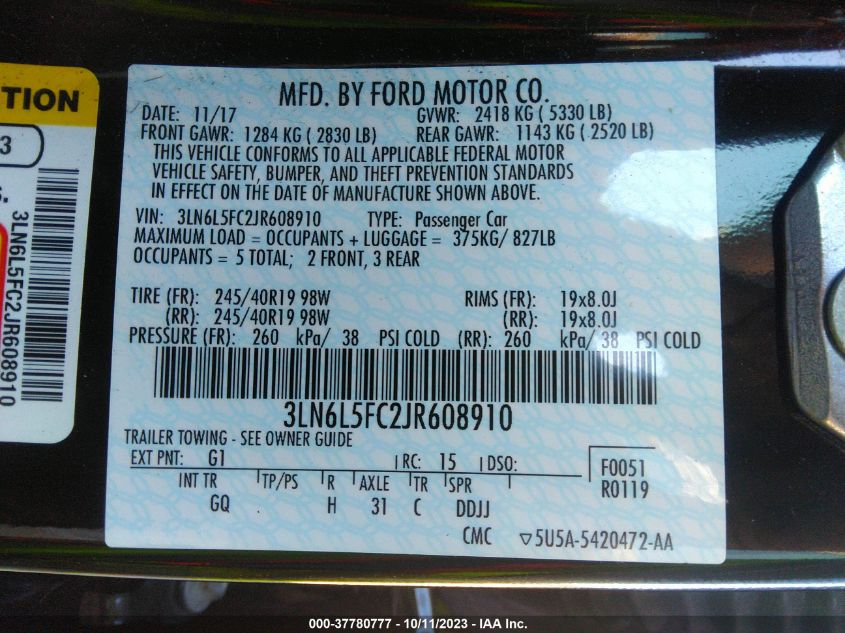 TION
3
3LN6L5FC2JR608910
MFD. BY FORD MOTOR CO.
DATE: 11/17 GVWR: 2418 KG ( 5330 LB)
FRONT GAWR: 1284 KG ( 2830 LB) REAR GAWR: 1143 KG ( 2520 LB)
THIS VEHICLE CONFORMS TO ALL APPLICABLE FEDERAL MOTOR
VEHICLE SAFETY, BUMPER, AND THEFT PREVENTION STANDARDS
IN EFFECT ON THE DATE OF MANUFACTURE SHOWN ABOVE.
VIN: 3LN6L5FC2JR608910 TYPE: Passenger Car
MAXIMUM LOAD = OCCUPANTS + LUGGAGE = 375KG/ 827LB
OCCUPANTS = 5 TOTAL; 2 FRONT, 3 REAR
TIRE (FR): 245/40R19 98W RIMS (FR): 19x8.0J
(RR): 245/40R19 98W (RR): 19x8.0J
PRESSURE (FR): 260 kPa/ 38 PSI COLD (RR): 260 kPa/ 38 PSI COLD
3LN6L5FC2JR608910
TRAILER TOWING - SEE OWNER GUIDE
EXT PNT: G1 RC: 15 DSO: F0051
INT TR TP/PS R AXLE TR SPR R0119
GQ H 31 C DDJJ
CMC ▽5U5A-5420472-AA
000-37780777 - 10/11/2023 - IAA Inc.